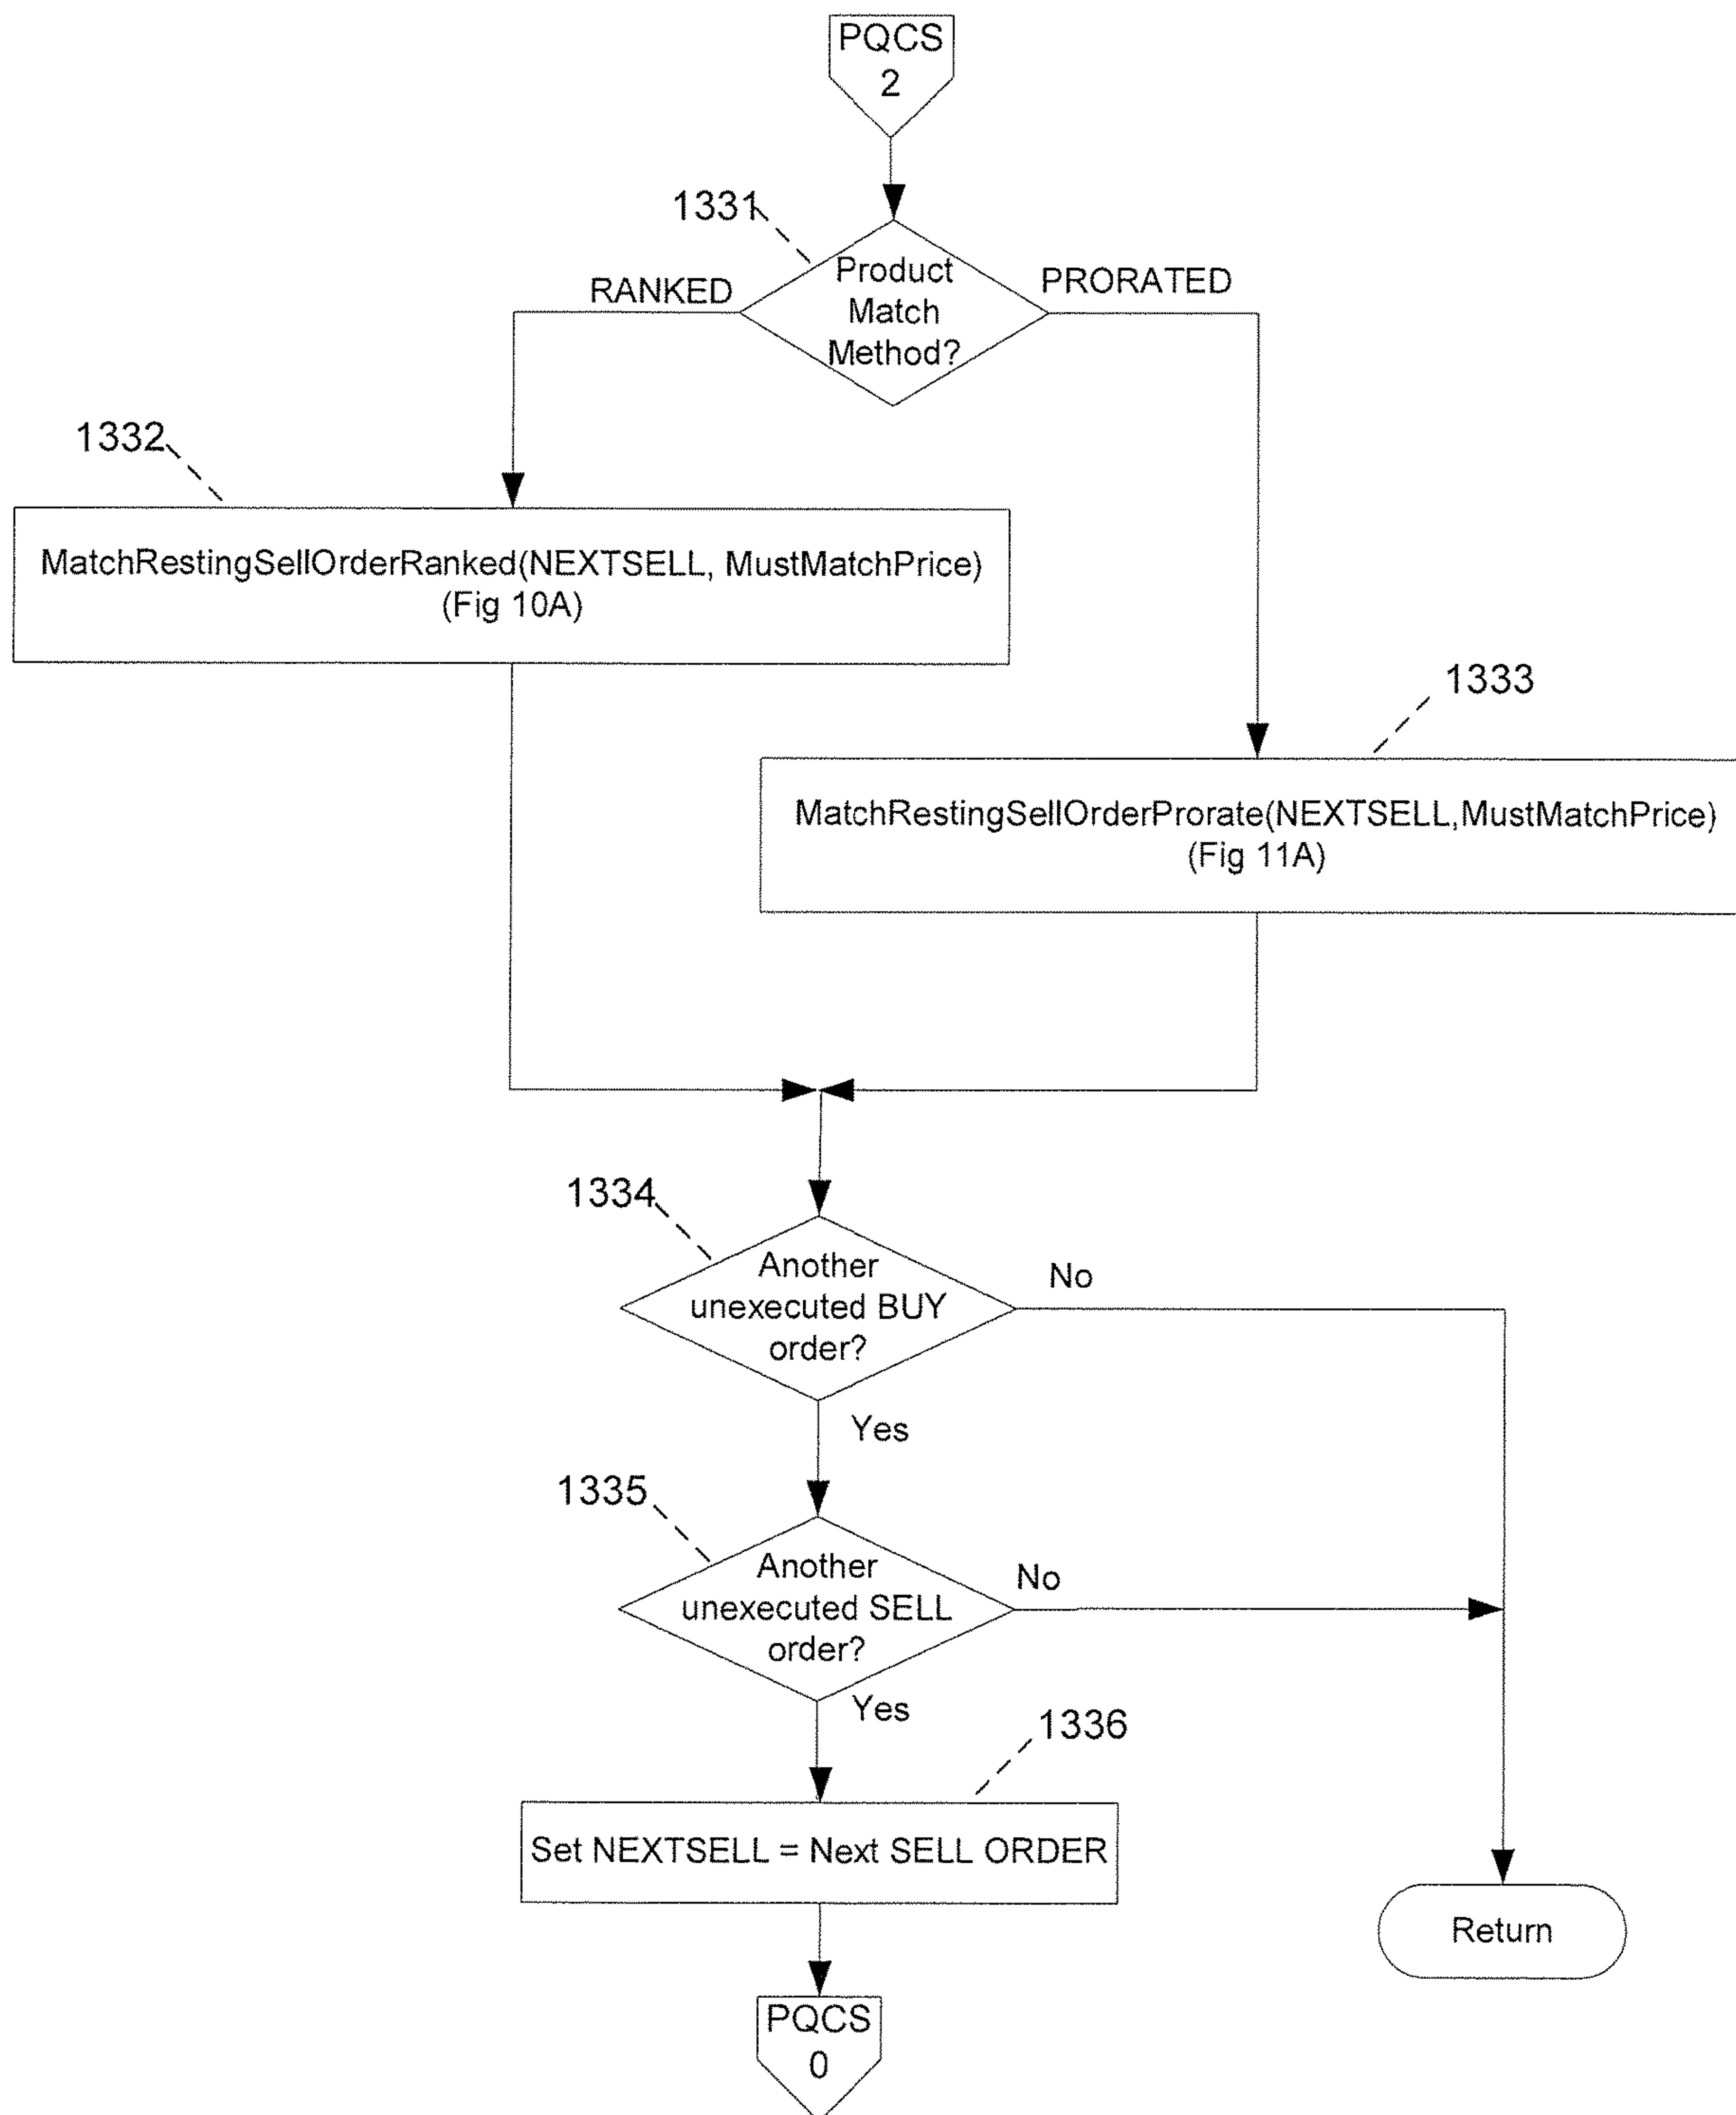 PQCS
2
1331
RANKED
PRORATED
Product
Match
Method?
1332
MatchRestingSellOrderRanked(NEXTSELL, MustMatchPrice)
(Fig 10A)
1333
MatchRestingSellOrderProrate(NEXTSELL,MustMatchPrice)
(Fig 11A)
1334
Another
unexecuted BUY
order?
No
Yes
1335
Another
unexecuted SELL
order?
No
Yes
1336
Set NEXTSELL = Next SELL ORDER
Return
PQCS
0